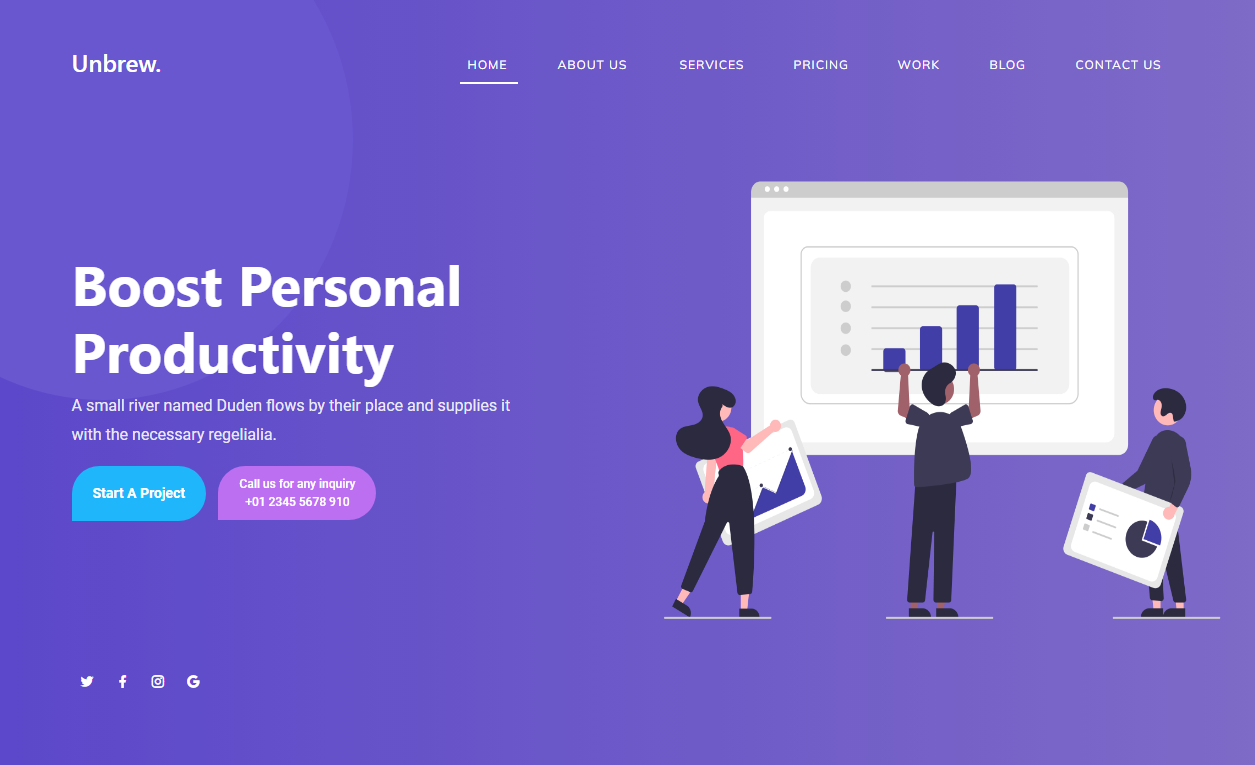 Unbrew.
HOME ABOUT US SERVICES PRICING WORK BLOG CONTACT US
Boost Personal
Productivity
A small river named Duden flows by their place and supplies it
with the necessary regelialia.
Start A Project
Call us for any inquiry
+01 2345 5678 910